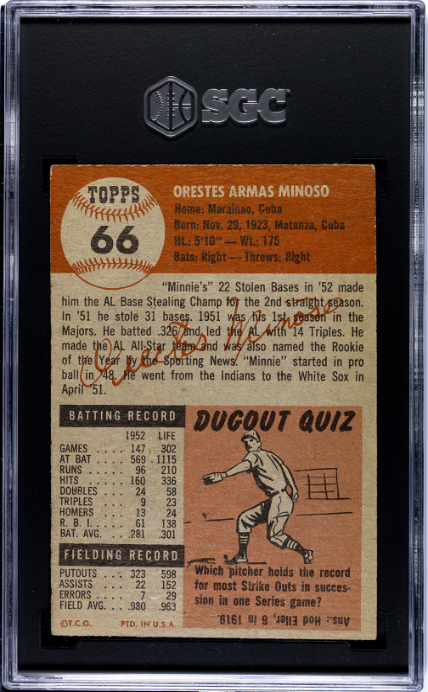 SGC
TOPPS
66
ORESTES ARMAS MINOSO
Home: Marainao, Cuba
Born: Nov. 29, 1923, Matanza, Cuba
Ht.: 5'10" — Wt.: 175
Bats: Right — Throws: Right
"Minnie's" 22 Stolen Bases in '52 made
him the AL Base Stealing Champ for the 2nd straight season.
In '51 he stole 31 bases. 1951 was his 1st season in the
Majors. He batted .326 and led the AL with 14 Triples. He
made the AL All-Star team and was also named the Rookie
of the Year by the Sporting News. "Minnie" started in pro
ball in '48. He went from the Indians to the White Sox in
April '51.
Orestes Minoso
BATTING RECORD
1952 LIFE
GAMES . . . . 147 302
AT BAT . . . . 569 1115
RUNS . . . . 96 210
HITS . . . . 160 336
DOUBLES . . . 24 58
TRIPLES . . . 9 23
HOMERS . . . 13 24
R. B. I. . . . . 61 138
BAT. AVG. . . .281 .301
FIELDING RECORD
PUTOUTS . . . 323 598
ASSISTS . . . 22 152
ERRORS . . . 7 29
FIELD AVG. . . .980 .963
©T.C.G. PTD. IN U.S.A.
DUGOUT QUIZ
Which pitcher holds the record
for most Strike Outs in succes-
sion in one Series game?
Ans.: Hod Eller, 6 in 1919.